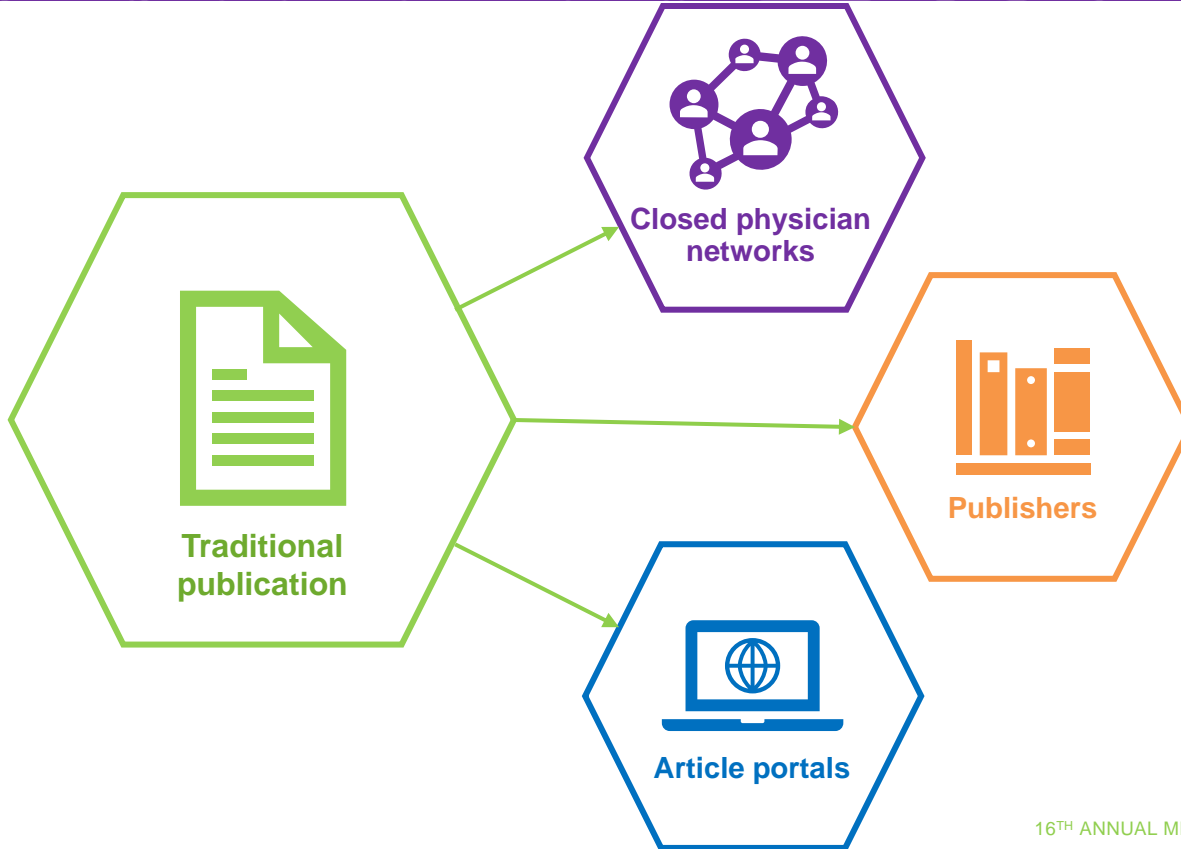 Closed physician
networks
Traditional
publication
Publishers
Article portals
16TH ANNUAL